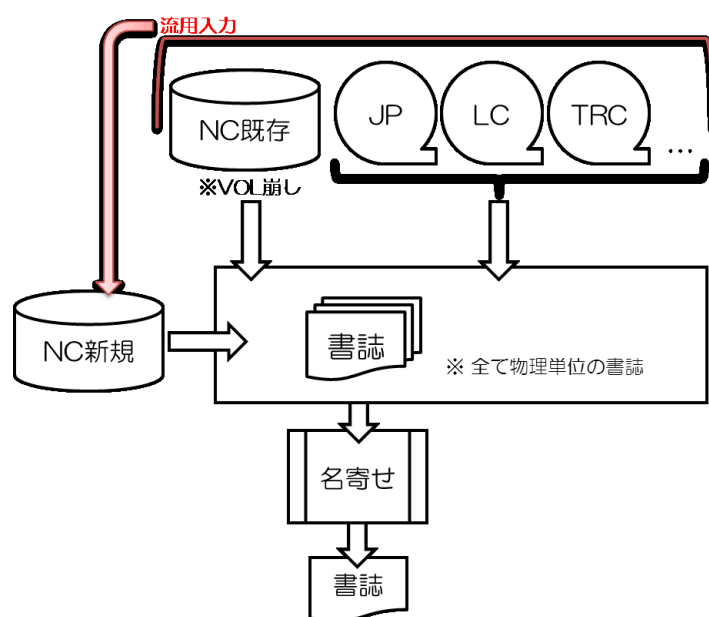 流用入力
NC既存
JP
LC
TRC
…
※VOL崩し
NC新規
書誌
※ 全て物理単位の書誌
名寄せ
書誌